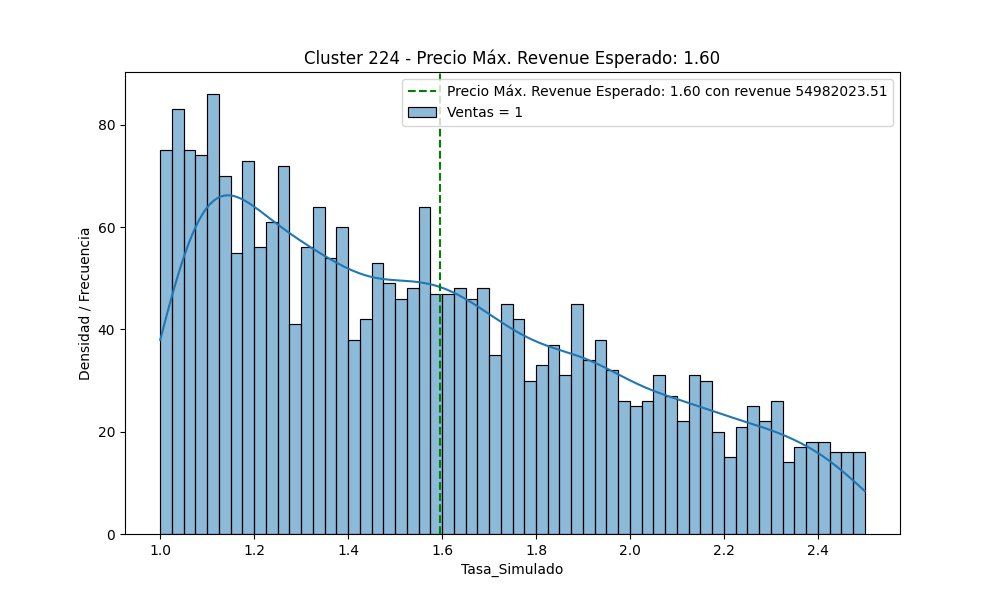 Cluster 224 - Precio Máx. Revenue Esperado: 1.60
Precio Máx. Revenue Esperado: 1.60 con revenue 54982023.51
Ventas = 1
Densidad / Frecuencia
80
60
40
20
0
1.0 1.2 1.4 1.6 1.8 2.0 2.2 2.4
Tasa_Simulado